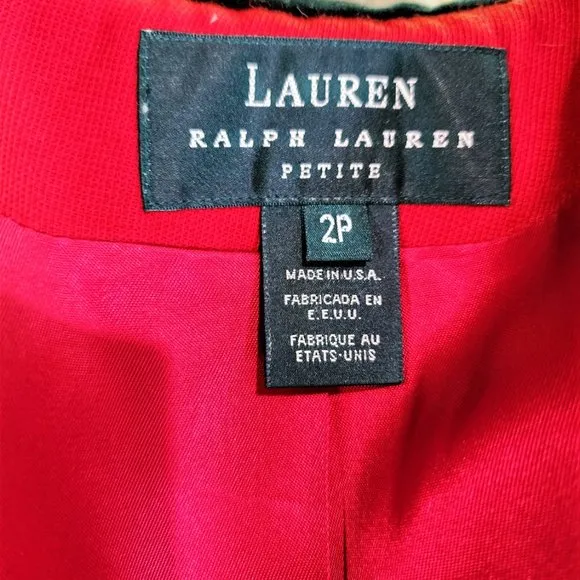 LAUREN
RALPH LAUREN
PETITE
2P
MADE IN U.S.A.
FABRICADA EN
E.E.U.U.
FABRIQUE AU
ETATS-UNIS